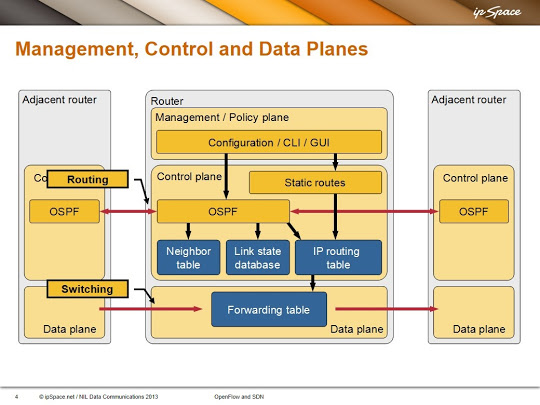 ip Space
Management, Control and Data Planes
Adjacent router
Router
Adjacent router
Management / Policy plane
Configuration / CLI / GUI
Routing
Control plane
Static routes
Control plane
OSPF
OSPF
OSPF
Neighbor
table
Link state
database
IP routing
table
Switching
Forwarding table
Data plane
Data plane
Data plane
4
© ipSpace.net / NIL Data Communications 2013
OpenFlow and SDN